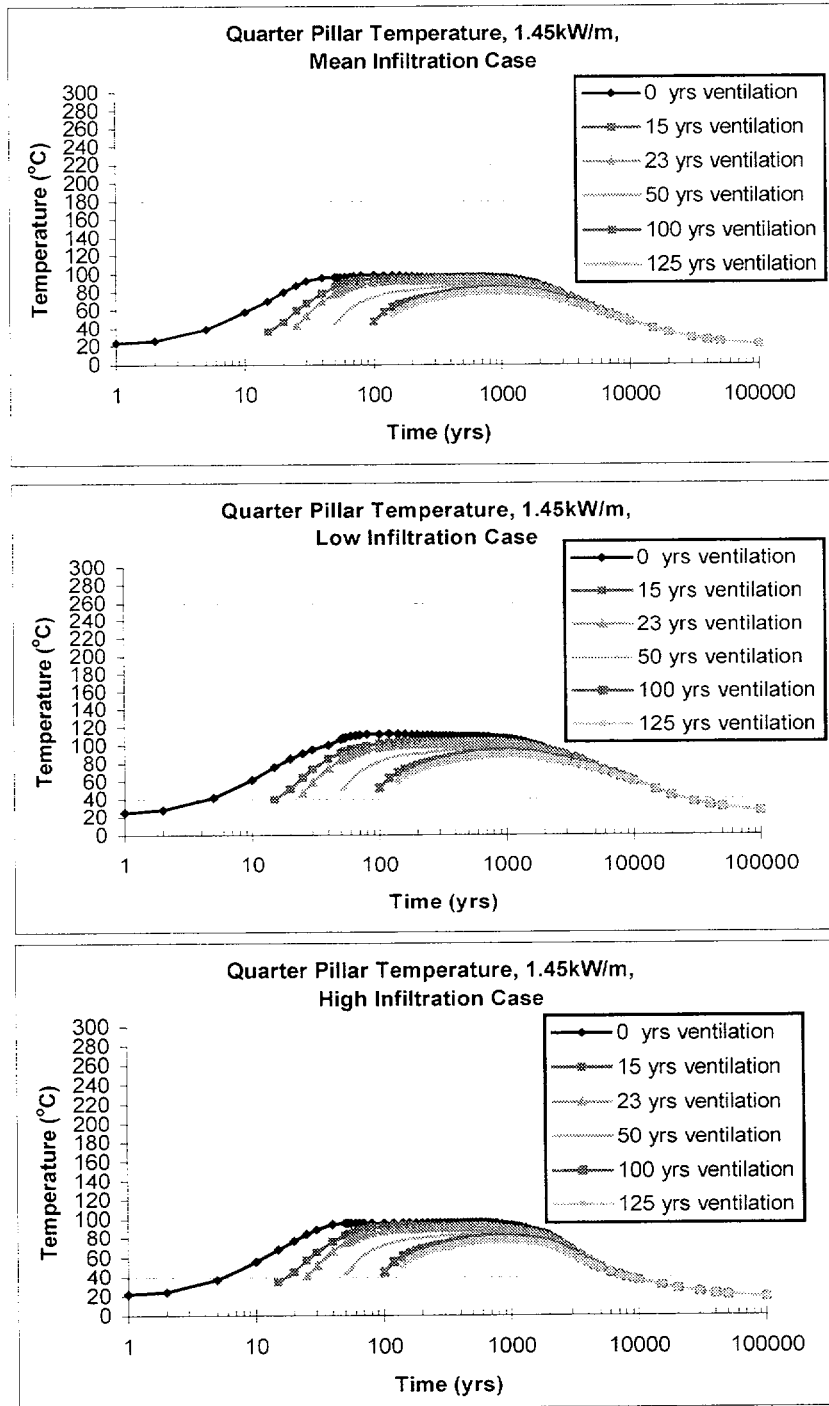 Quarter Pillar Temperature, 1.45kW/m,
Mean Infiltration Case
Temperature (°C)
300
280
260
240
220
200
180
160
140
120
100
80
60
40
20
0
0 yrs ventilation
15 yrs ventilation
23 yrs ventilation
50 yrs ventilation
100 yrs ventilation
125 yrs ventilation
1 10 100 1000 10000 100000
Time (yrs)
Quarter Pillar Temperature, 1.45kW/m,
Low Infiltration Case
Temperature (°C)
300
280
260
240
220
200
180
160
140
120
100
80
60
40
20
0
0 yrs ventilation
15 yrs ventilation
23 yrs ventilation
50 yrs ventilation
100 yrs ventilation
125 yrs ventilation
1 10 100 1000 10000 100000
Time (yrs)
Quarter Pillar Temperature, 1.45kW/m,
High Infiltration Case
Temperature (°C)
300
280
260
240
220
200
180
160
140
120
100
80
60
40
20
0
0 yrs ventilation
15 yrs ventilation
23 yrs ventilation
50 yrs ventilation
100 yrs ventilation
125 yrs ventilation
1 10 100 1000 10000 100000
Time (yrs)